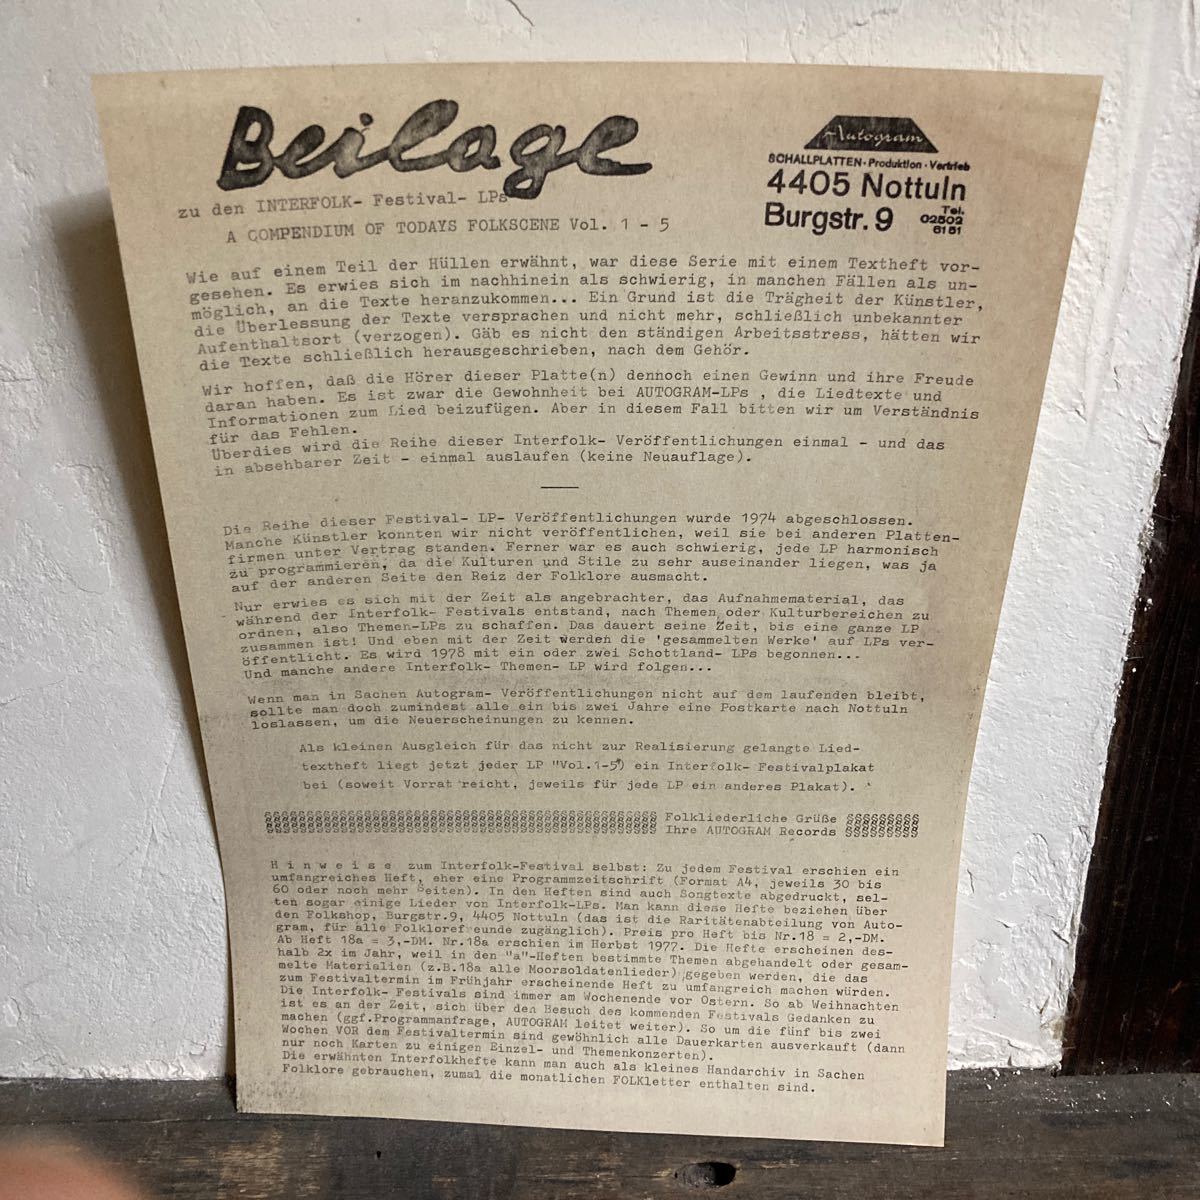 Beilage
zu den INTERFOLK- Festival- LPs
A COMPENDIUM OF TODAYS FOLKSCENE Vol. 1 - 5
Autogram
SCHALLPLATTEN·Produktion·Vertrieb
4405 Nottuln
Burgstr. 9 Tel. 02502 6151
Wie auf einem Teil der Hüllen erwähnt, war diese Serie mit einem Textheft vor-
gesehen. Es erwies sich im nachhinein als schwierig, in manchen Fällen als un-
möglich, an die Texte heranzukommen... Ein Grund ist die Trägheit der Künstler,
die Überlessung der Texte versprachen und nicht mehr, schließlich unbekannter
Aufenthaltsort (verzogen). Gäb es nicht den ständigen Arbeitsstress, hätten wir
die Texte schließlich herausgeschrieben, nach dem Gehör.
Wir hoffen, daß die Hörer dieser Platte(n) dennoch einen Gewinn und ihre Freude
daran haben. Es ist zwar die Gewohnheit bei AUTOGRAM-LPs , die Liedtexte und
Informationen zum Lied beizufügen. Aber in diesem Fall bitten wir um Verständnis
für das Fehlen.
Überdies wird die Reihe dieser Interfolk- Veröffentlichungen einmal - und das
in absehbarer Zeit - einmal auslaufen (keine Neuauflage).
Die Reihe dieser Festival- LP- Veröffentlichungen wurde 1974 abgeschlossen.
Manche Künstler konnten wir nicht veröffentlichen, weil sie bei anderen Platten-
firmen unter Vertrag standen. Ferner war es auch schwierig, jede LP harmonisch
zu programmieren, da die Kulturen und Stile zu sehr auseinander liegen, was ja
auf der anderen Seite den Reiz der Folklore ausmacht.
Nur erwies es sich mit der Zeit als angebrachter, das Aufnahmematerial, das
während der Interfolk- Festivals entstand, nach Themen oder Kulturbereichen zu
ordnen, also Themen-LPs zu schaffen. Das dauert seine Zeit, bis eine ganze LP
zusammen ist! Und eben mit der Zeit werden die 'gesammelten Werke' auf LPs ver-
öffentlicht. Es wird 1978 mit ein oder zwei Schottland- LPs begonnen...
Und manche andere Interfolk- Themen- LP wird folgen...
Wenn man in Sachen Autogram- Veröffentlichungen nicht auf dem laufenden bleibt,
sollte man doch zumindest alle ein bis zwei Jahre eine Postkarte nach Nottuln
loslassen, um die Neuerscheinungen zu kennen.
Als kleinen Ausgleich für das nicht zur Realisierung gelangte Lied-
textheft liegt jetzt jeder LP "Vol.1-5") ein Interfolk- Festivalplakat
bei (soweit Vorrat reicht, jeweils für jede LP ein anderes Plakat).
Folkliederliche Grüße
Ihre AUTOGRAM Records
H i n w e i s e zum Interfolk-Festival selbst: Zu jedem Festival erschien ein
umfangreiches Heft, eher eine Programmzeitschrift (Format A4, jeweils 30 bis
60 oder noch mehr Seiten). In den Heften sind auch Songtexte abgedruckt, sel-
ten sogar einige Lieder von Interfolk-LPs. Man kann diese Hefte beziehen über
den Folkshop, Burgstr.9, 4405 Nottuln (das ist die Raritätenabteilung von Auto-
gram, für alle Folkloref eunde zugänglich). Preis pro Heft bis Nr.18 = 2,-DM.
Ab Heft 18a = 3,-DM. Nr.18a erschien im Herbst 1977. Die Hefte erscheinen des-
halb 2x im Jahr, weil in den "a"-Heften bestimmte Themen abgehandelt oder gesam-
melte Materialien (z.B.18a alle Moorsoldatenlieder) gegeben werden, die das
zum Festivaltermin im Frühjahr erscheinende Heft zu umfangreich machen würden.
Die Interfolk- Festivals sind immer am Wochenende vor Ostern. So ab Weihnachten
ist es an der Zeit, sich über den Besuch des kommenden Festivals Gedanken zu
machen (ggf.Programmanfrage, AUTOGRAM leitet weiter). So um die fünf bis zwei
Wochen VOR dem Festivaltermin sind gewöhnlich alle Dauerkarten ausverkauft (dann
nur noch Karten zu einigen Einzel- und Themenkonzerten).
Die erwähnten Interfolkhefte kann man auch als kleines Handarchiv in Sachen
Folklore gebrauchen, zumal die monatlichen FOLKletter enthalten sind.